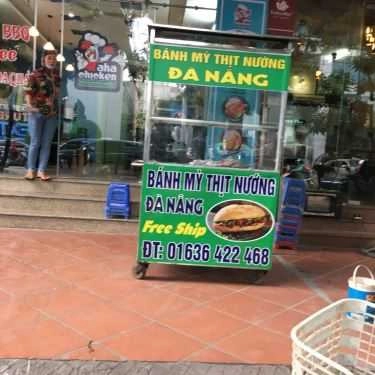 BBQ
aha
chicken
BÁNH MỲ THỊT NƯỚNG
ĐÀ NẴNG
BÁNH MỲ THỊT NƯỚNG
ĐÀ NẴNG
Free Ship
ĐT: 01636 422 468